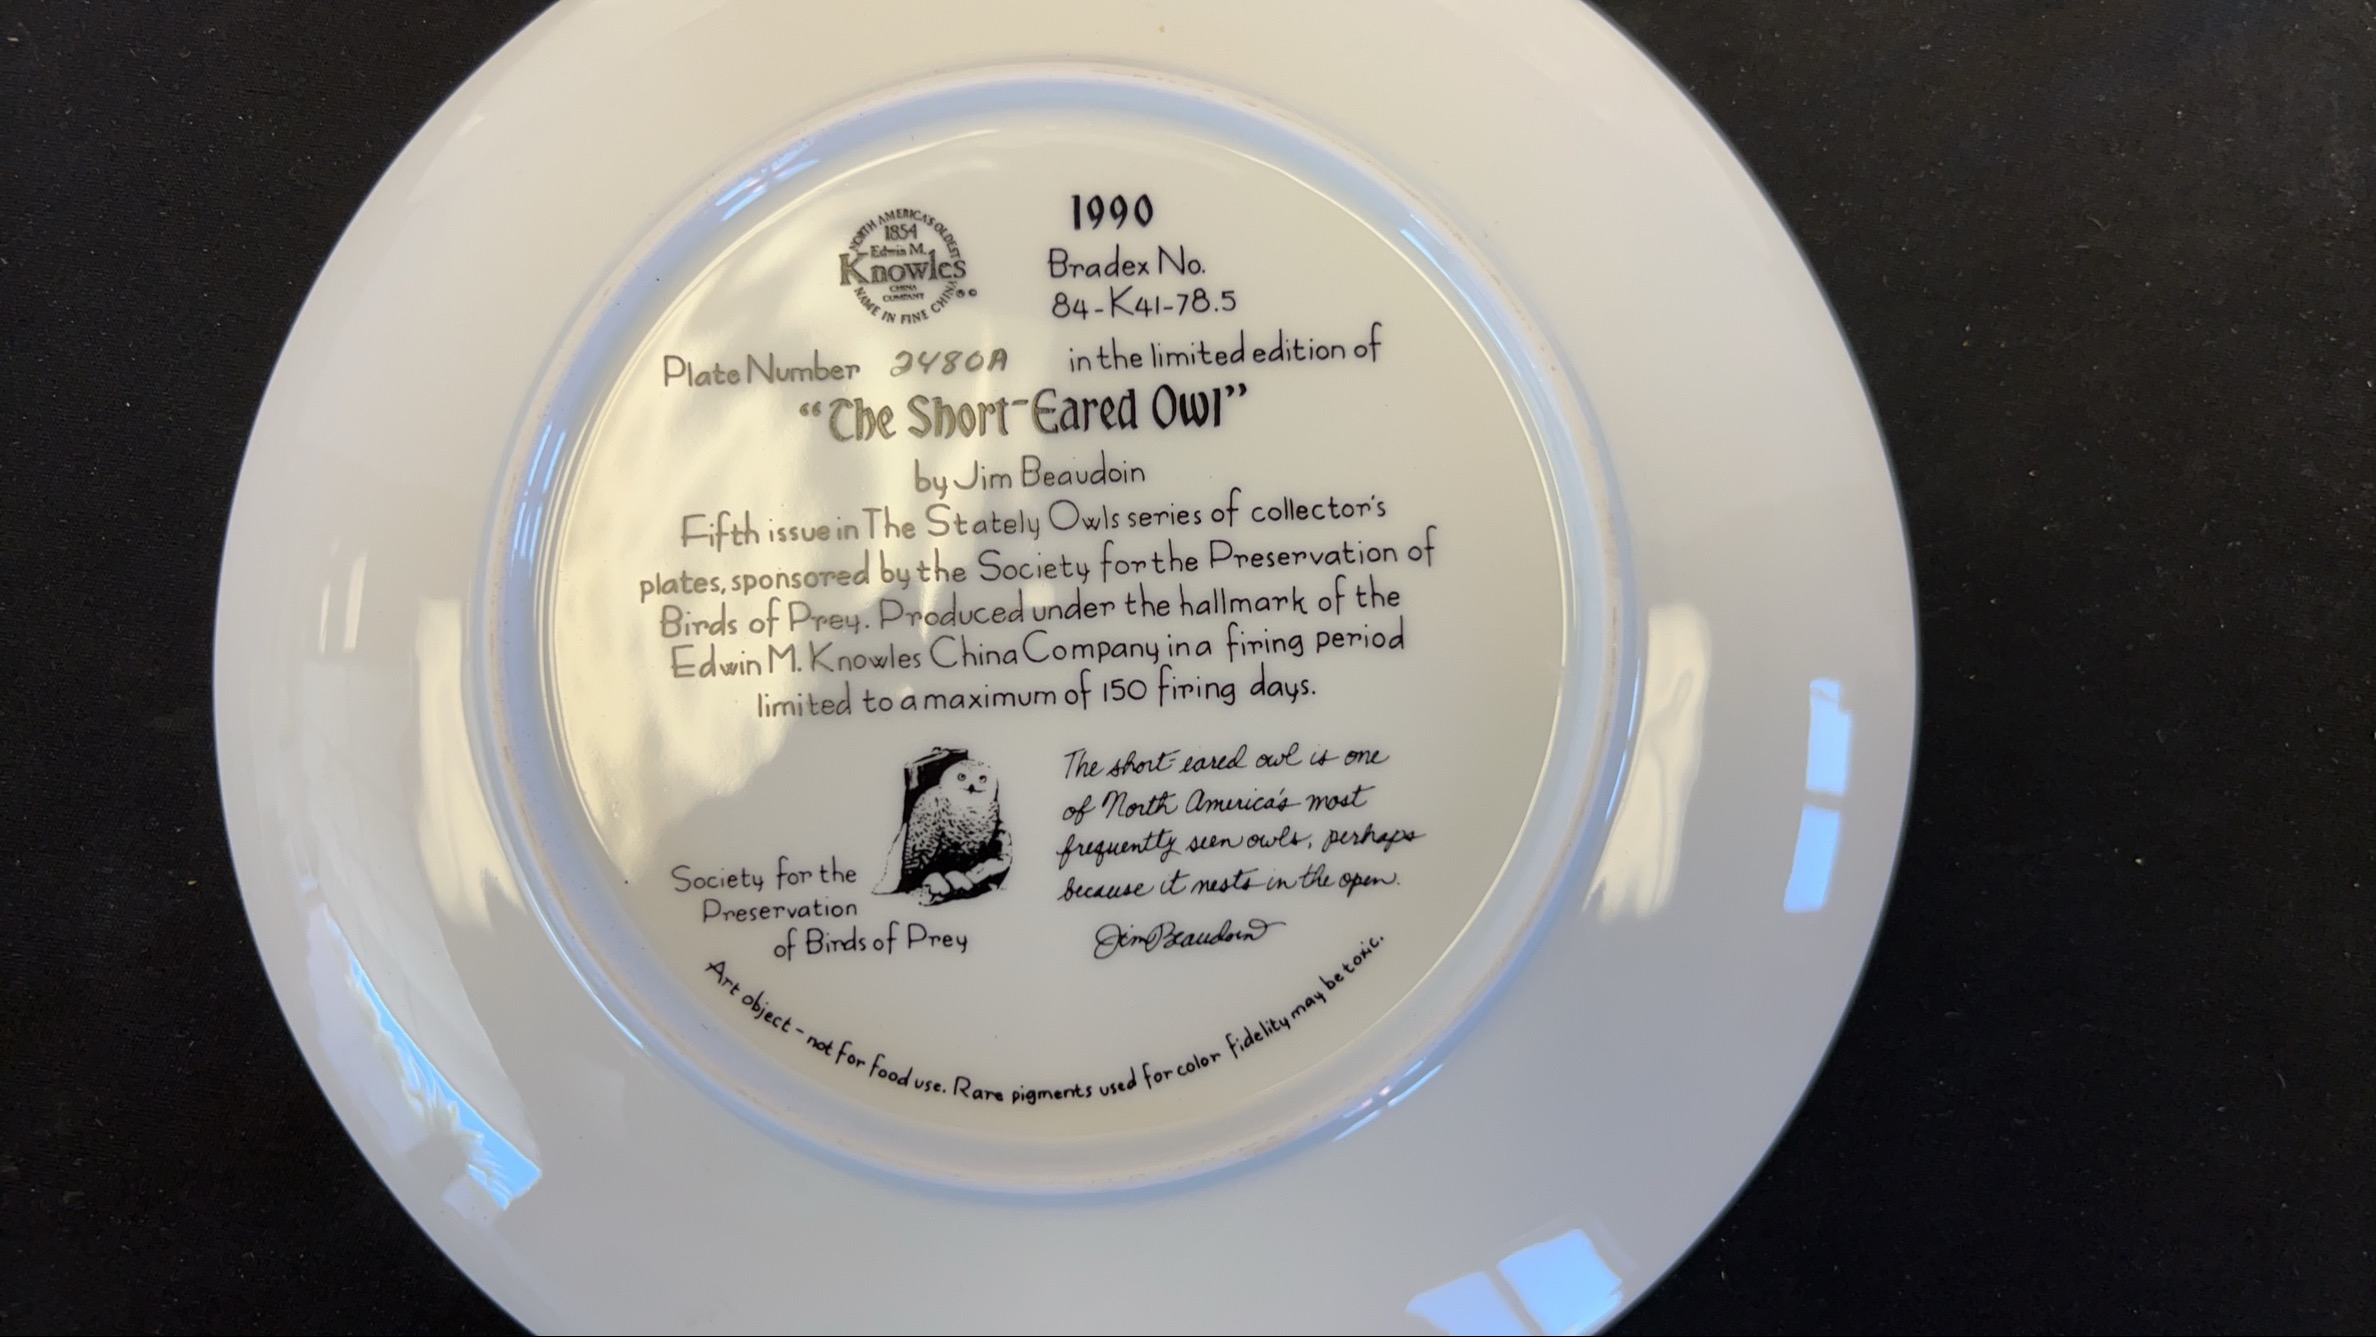 NORTH AMERICA'S OLDEST
1854
Edwin M.
Knowles
CHINA
COMPANY
NAME IN FINE CHINA
1990
Bradex No.
84-K41-78.5
Plate Number 2480A in the limited edition of
“The Short-Eared Owl”
by Jim Beaudoin
Fifth issue in The Stately Owls series of collector's
plates, sponsored by the Society for the Preservation of
Birds of Prey. Produced under the hallmark of the
Edwin M. Knowles China Company in a firing period
limited to a maximum of 150 firing days.
The short-eared owl is one
of North America's most
frequently seen owls, perhaps
because it nests in the open.
Jim Beaudoin
Society for the
Preservation
of Birds of Prey
Art object - not for food use. Rare pigments used for color fidelity may be toxic.